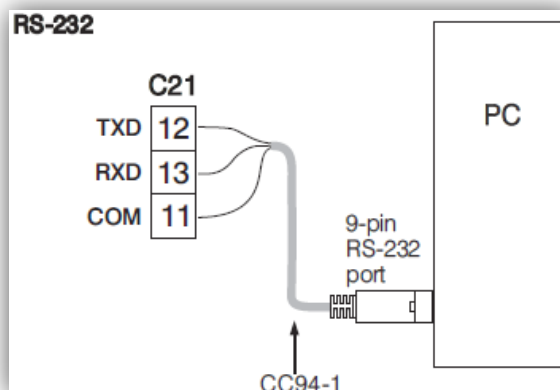 RS-232
C21
TXD 12
RXD 13
COM 11
PC
9-pin
RS-232
port
CC94-1